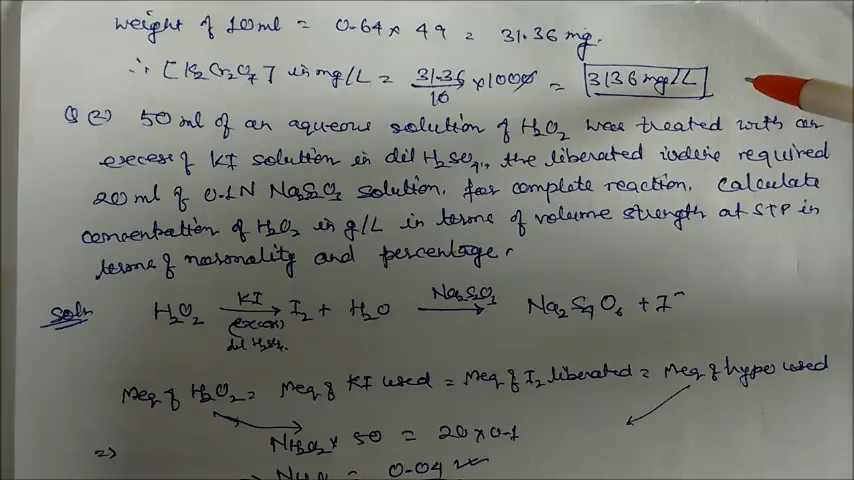 weight of 10ml = 0.64 × 49 = 31.36 mg.
∴ [K2Cr2O7] in mg/L = 31.36/10 × 1000 = 3136 mg/L
Q (2) 50 ml of an aqueous solution of H2O2 was treated with an
excess of KI solution in dil H2SO4, the liberated iodine required
20 ml of 0.1N Na2S2O3 solution, for complete reaction. Calculate
concentration of H2O2 in g/L in terms of volume strength at STP in
terms of normality and percentage.
Soln H2O2 —KI (excess) dil H2SO4.→ I2 + H2O —Na2S2O3→ Na2S4O6 + I-
Meq of H2O2 = Meq of KI used = Meq of I2 liberated = Meq of hypo used
NH2O2 × 50 = 20 × 0.1
0.04